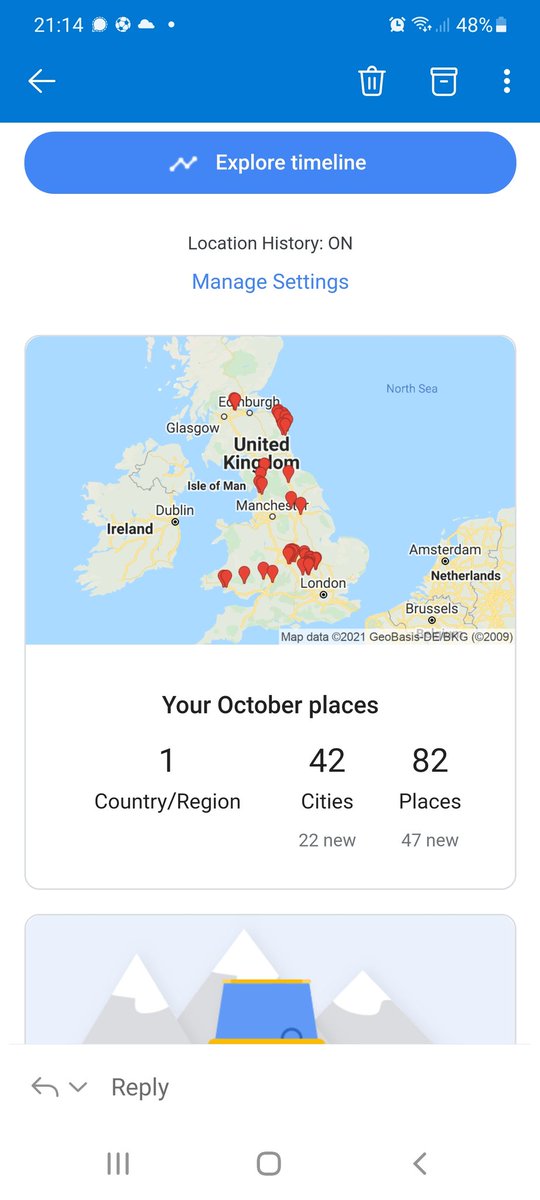 21:14
48%
Explore timeline
Location History: ON
Manage Settings
North Sea
Edinburgh
Glasgow
United
Kingdom
Isle of Man
Dublin
Manchester
Ireland
Amsterdam
Netherlands
London
Brussels
Map data ©2021 GeoBasis-DE/BKG (©2009)
Your October places
1 42 82
Country/Region Cities Places
22 new 47 new
Reply